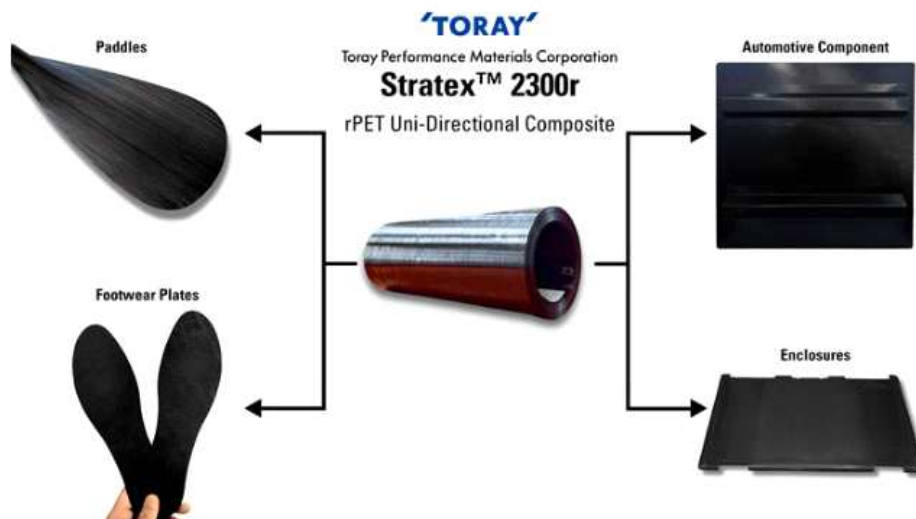 'TORAY'
Toray Performance Materials Corporation
Stratex™ 2300r
rPET Uni-Directional Composite
Paddles
Automotive Component
Footwear Plates
Enclosures